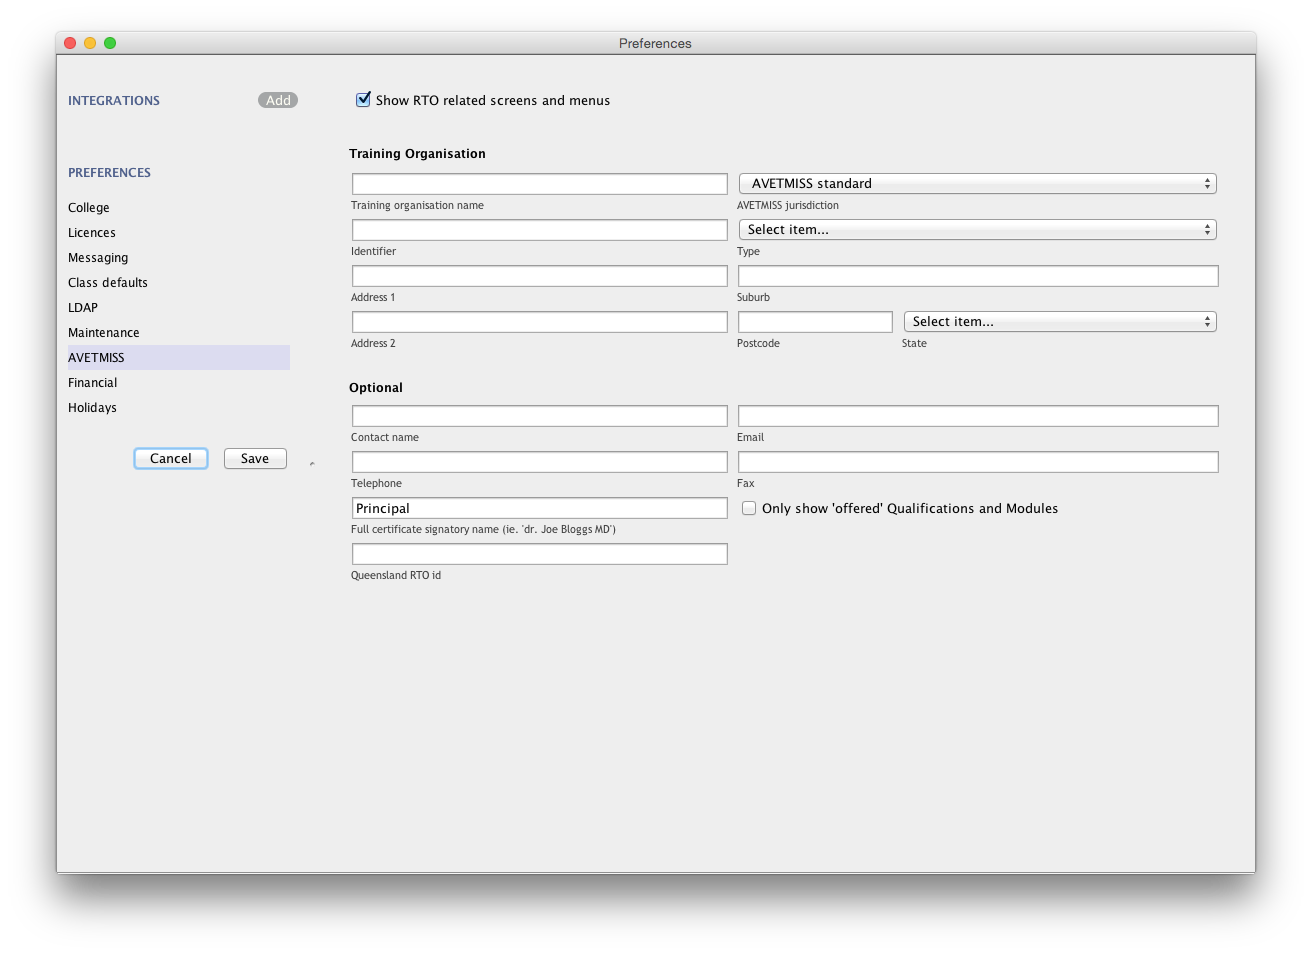 Preferences
INTEGRATIONS Add
PREFERENCES
College
Licences
Messaging
Class defaults
LDAP
Maintenance
AVETMISS
Financial
Holidays
Cancel Save
Show RTO related screens and menus
Training Organisation
AVETMISS standard
Training organisation name AVETMISS jurisdiction
Select item...
Identifier Type
Address 1 Suburb
Select item...
Address 2 Postcode State
Optional
Contact name Email
Telephone Fax
Principal Only show 'offered' Qualifications and Modules
Full certificate signatory name (ie. 'dr. Joe Bloggs MD')
Queensland RTO id